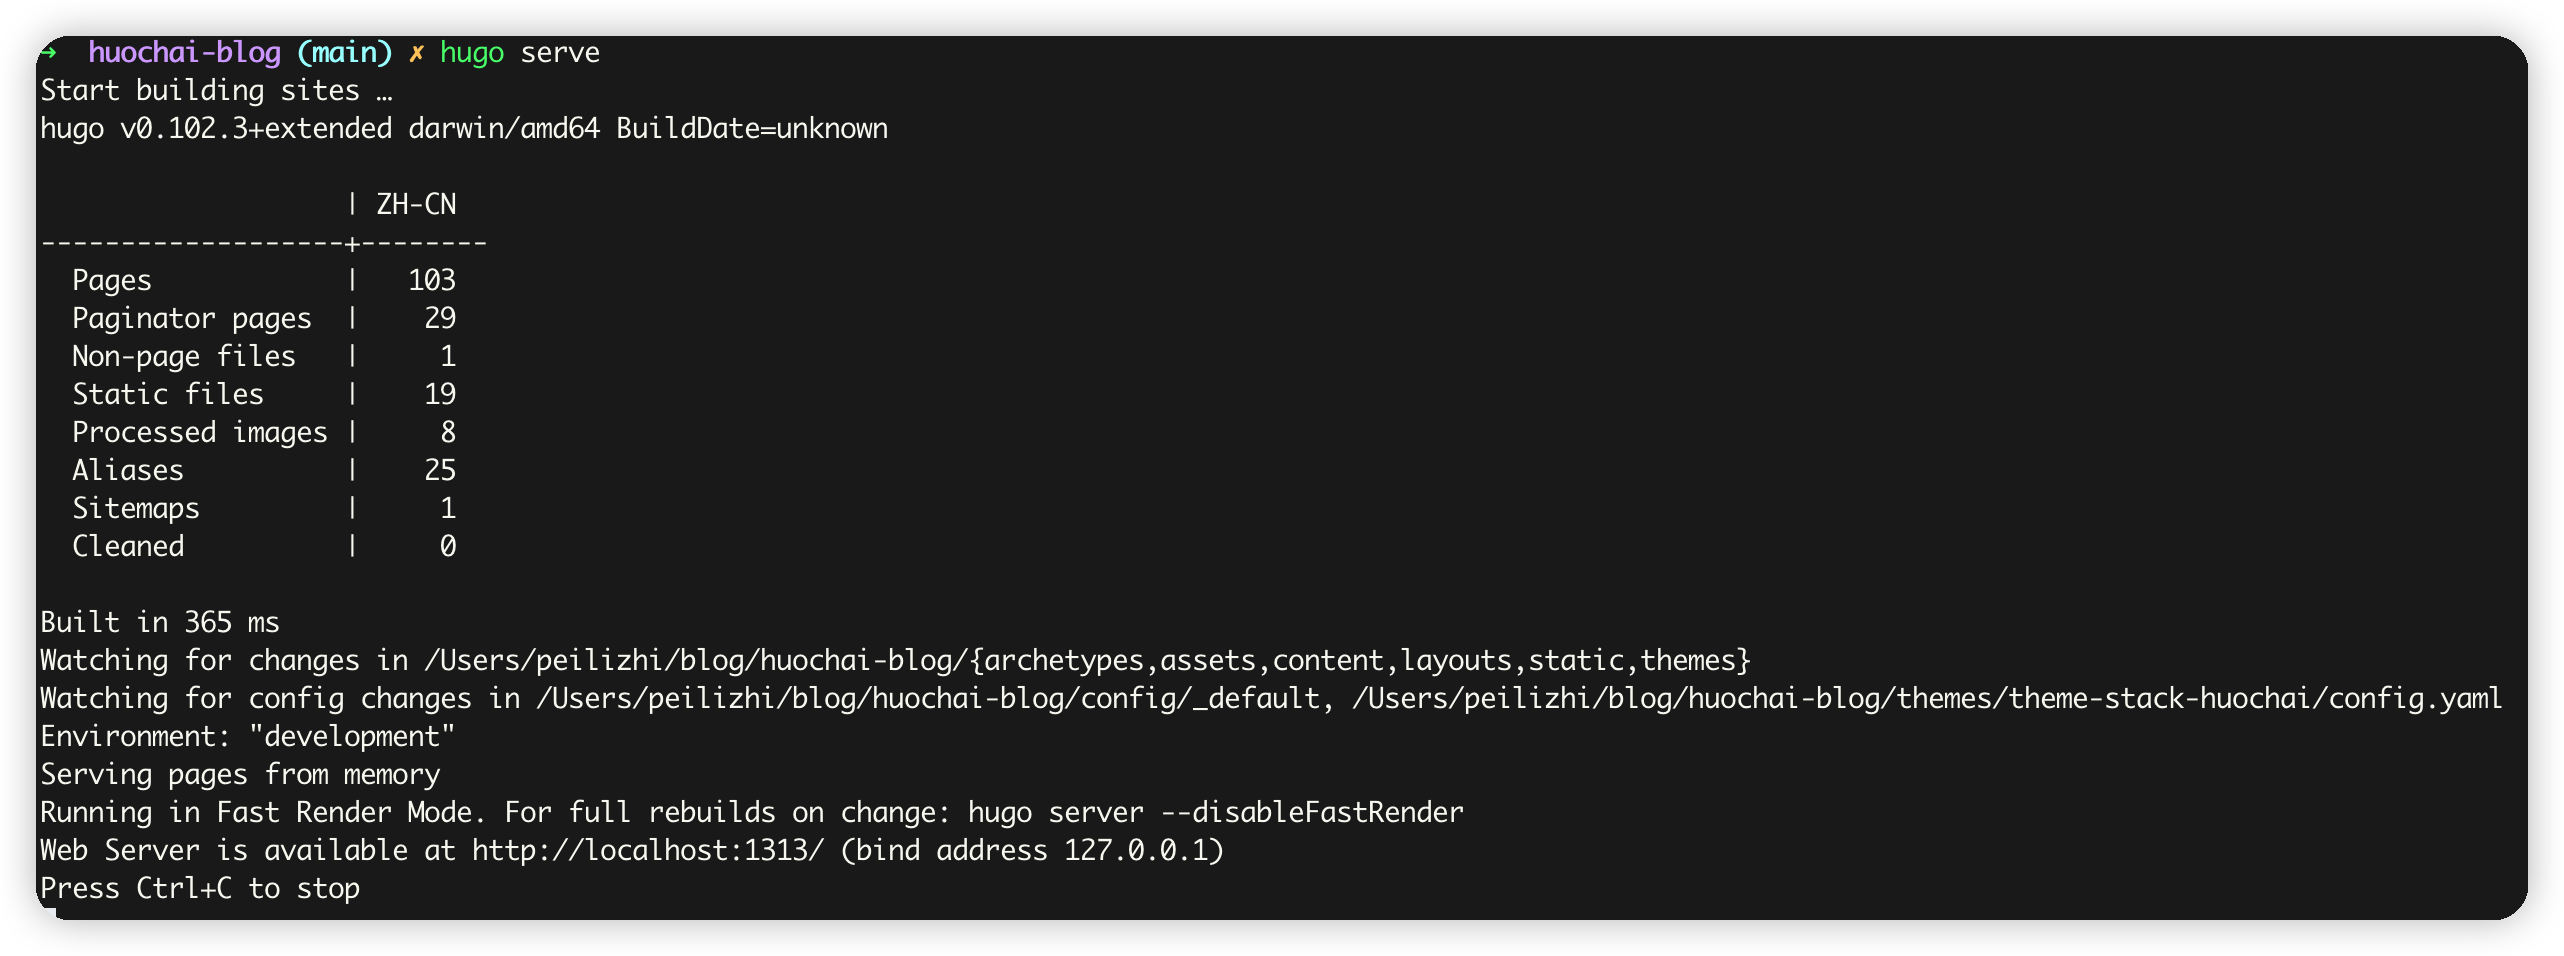 ➜  huochai-blog (main) ✗ hugo serve
Start building sites …
hugo v0.102.3+extended darwin/amd64 BuildDate=unknown

                   | ZH-CN
-------------------+--------
  Pages            |   103
  Paginator pages  |    29
  Non-page files   |     1
  Static files     |    19
  Processed images |     8
  Aliases          |    25
  Sitemaps         |     1
  Cleaned          |     0

Built in 365 ms
Watching for changes in /Users/peilizhi/blog/huochai-blog/{archetypes,assets,content,layouts,static,themes}
Watching for config changes in /Users/peilizhi/blog/huochai-blog/config/_default, /Users/peilizhi/blog/huochai-blog/themes/theme-stack-huochai/config.yaml
Environment: "development"
Serving pages from memory
Running in Fast Render Mode. For full rebuilds on change: hugo server --disableFastRender
Web Server is available at http://localhost:1313/ (bind address 127.0.0.1)
Press Ctrl+C to stop